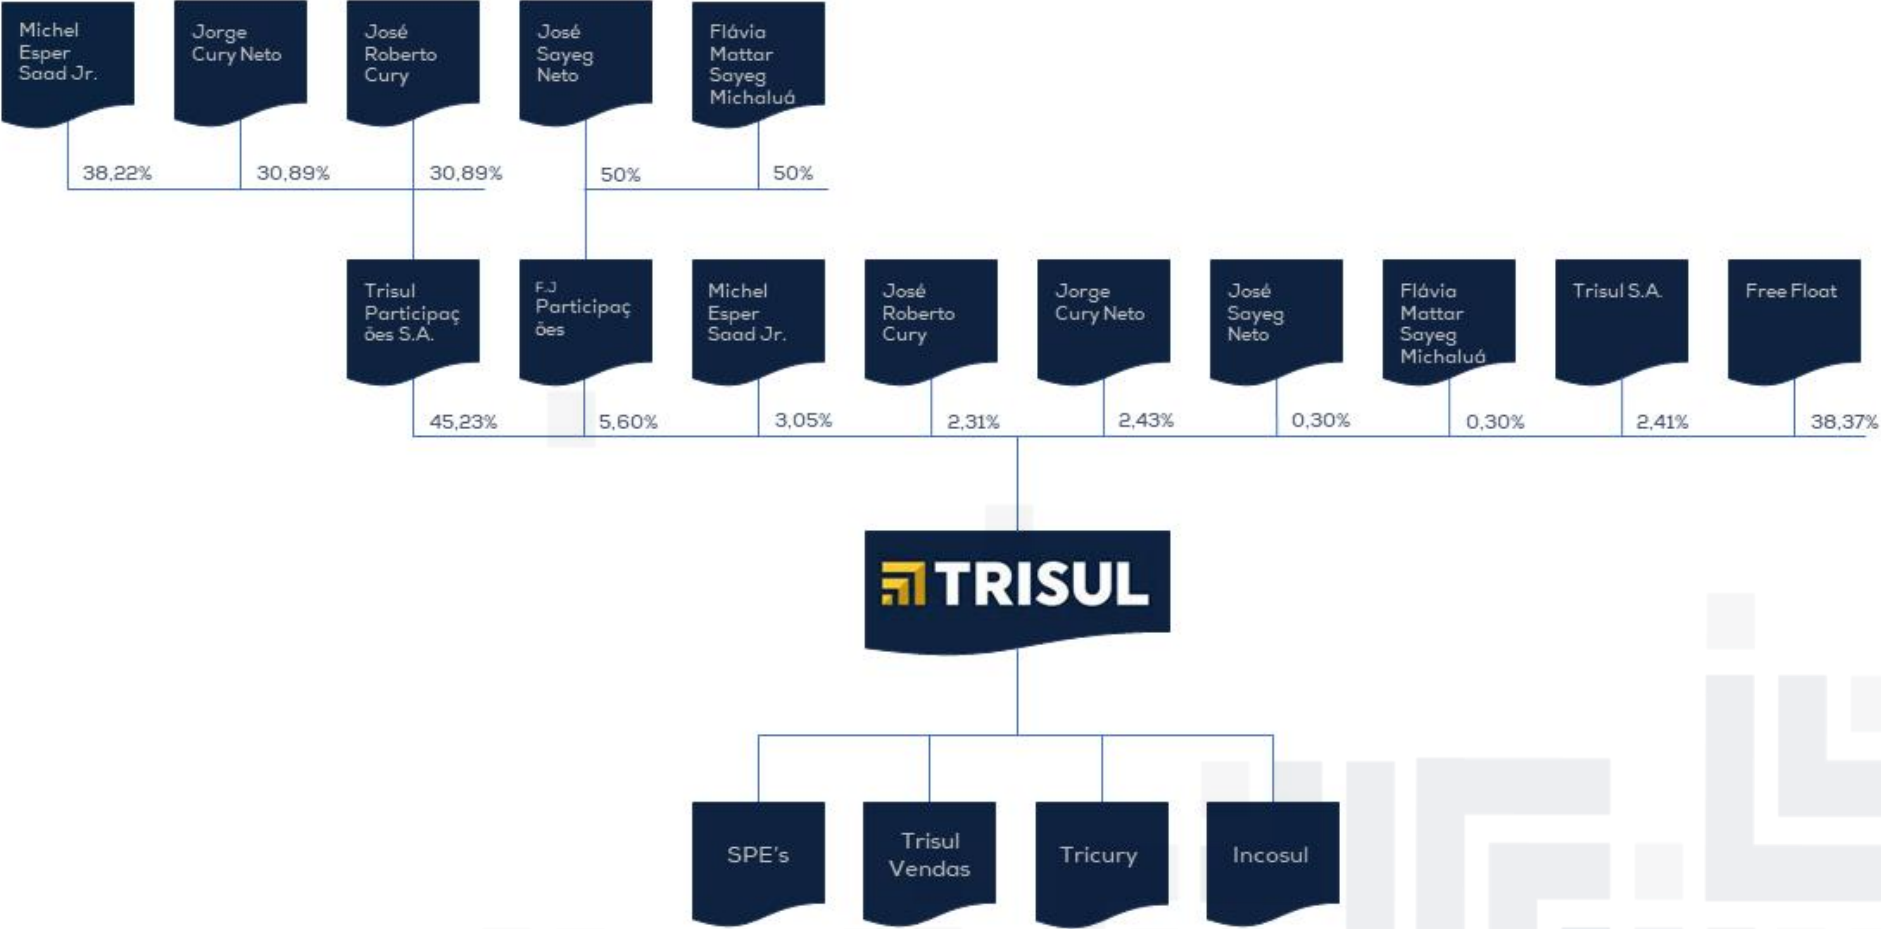 Michel
Esper
Saad Jr.
Jorge
Cury Neto
José
Roberto
Cury
José
Sayeg
Neto
Flávia
Mattar
Sayeg
Michaluá
38,22%
30,89%
30,89%
50%
50%
Trisul
Participaç
ões S.A.
F.J
Participaç
ões
Michel
Esper
Saad Jr.
José
Roberto
Cury
Jorge
Cury Neto
José
Sayeg
Neto
Flávia
Mattar
Sayeg
Michaluá
Trisul S.A.
Free Float
45,23%
5,60%
3,05%
2,31%
2,43%
0,30%
0,30%
2,41%
38,37%
TRISUL
SPE's
Trisul
Vendas
Tricury
Incosul